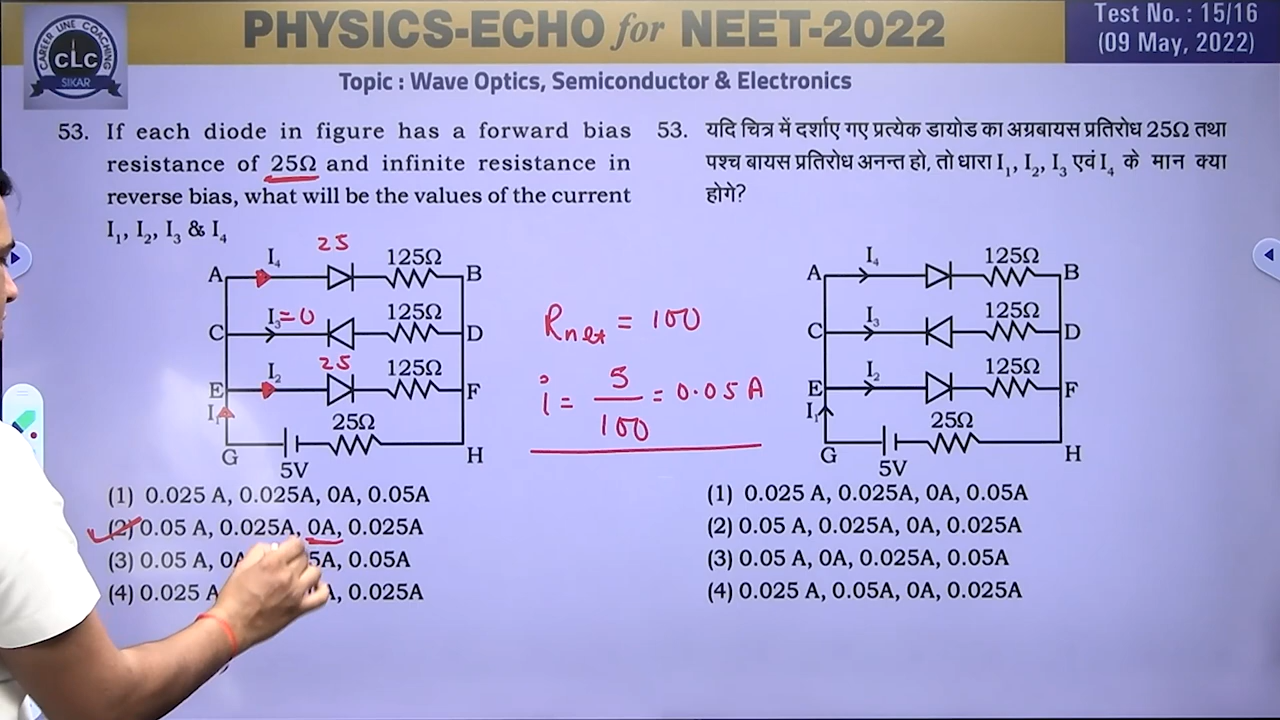 CAREER LINE COACHING
CLC
SIKAR
PHYSICS-ECHO for NEET-2022
Test No. : 15/16
(09 May, 2022)
Topic : Wave Optics, Semiconductor & Electronics
53. If each diode in figure has a forward bias
resistance of 25Ω and infinite resistance in
reverse bias, what will be the values of the current
I₁, I₂, I₃ & I₄
25
A I₄ 125Ω B
C I₃=0 125Ω D
25
E I₂ 125Ω F
I₁
25Ω
G H
5V
Rnet = 100
i = 5/100 = 0.05 A
(1) 0.025 A, 0.025A, 0A, 0.05A
(2) 0.05 A, 0.025A, 0A, 0.025A
(3) 0.05 A, 0A, 5A, 0.05A
(4) 0.025 A A, 0.025A
53. यदि चित्र में दर्शाए गए प्रत्येक डायोड का अग्रबायस प्रतिरोध 25Ω तथा
पश्च बायस प्रतिरोध अनन्त हो, तो धारा I₁, I₂, I₃ एवं I₄ के मान क्या
होगे?
A I₄ 125Ω B
C I₃ 125Ω D
E I₂ 125Ω F
I₁
25Ω
G H
5V
(1) 0.025 A, 0.025A, 0A, 0.05A
(2) 0.05 A, 0.025A, 0A, 0.025A
(3) 0.05 A, 0A, 0.025A, 0.05A
(4) 0.025 A, 0.05A, 0A, 0.025A